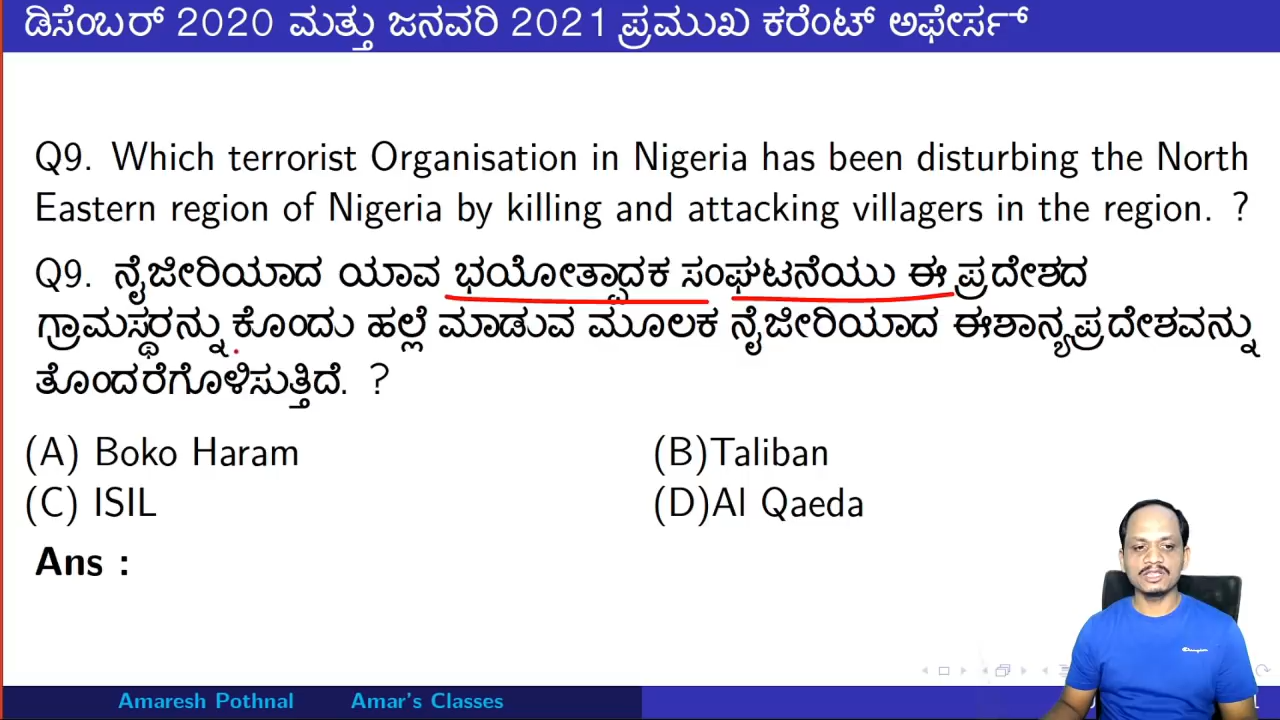 ಡಿಸೆಂಬರ್ 2020 ಮತ್ತು ಜನವರಿ 2021 ಪ್ರಮುಖ ಕರೆಂಟ್ ಅಫೇರ್ಸ್
Q9. Which terrorist Organisation in Nigeria has been disturbing the North
Eastern region of Nigeria by killing and attacking villagers in the region. ?
Q9. ನೈಜೀರಿಯಾದ ಯಾವ ಭಯೋತ್ಪಾದಕ ಸಂಘಟನೆಯು ಈ ಪ್ರದೇಶದ
ಗ್ರಾಮಸ್ಥರನ್ನು ಕೊಂದು ಹಲ್ಲೆ ಮಾಡುವ ಮೂಲಕ ನೈಜೀರಿಯಾದ ಈಶಾನ್ಯಪ್ರದೇಶವನ್ನು
ತೊಂದರೆಗೊಳಿಸುತ್ತಿದೆ. ?
(A) Boko Haram (B)Taliban
(C) ISIL (D)Al Qaeda
Ans :
Amaresh Pothnal Amar's Classes